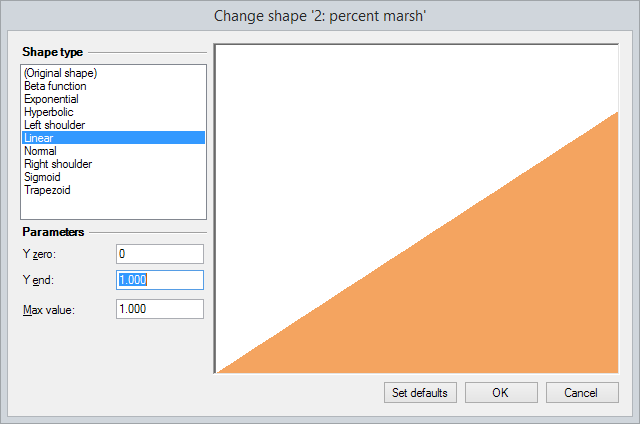 Change shape '2: percent marsh'
Shape type
(Original shape)
Beta function
Exponential
Hyperbolic
Left shoulder
Linear
Normal
Right shoulder
Sigmoid
Trapezoid
Parameters
Y zero: 0
Y end: 1.000
Max value: 1.000
Set defaults OK Cancel